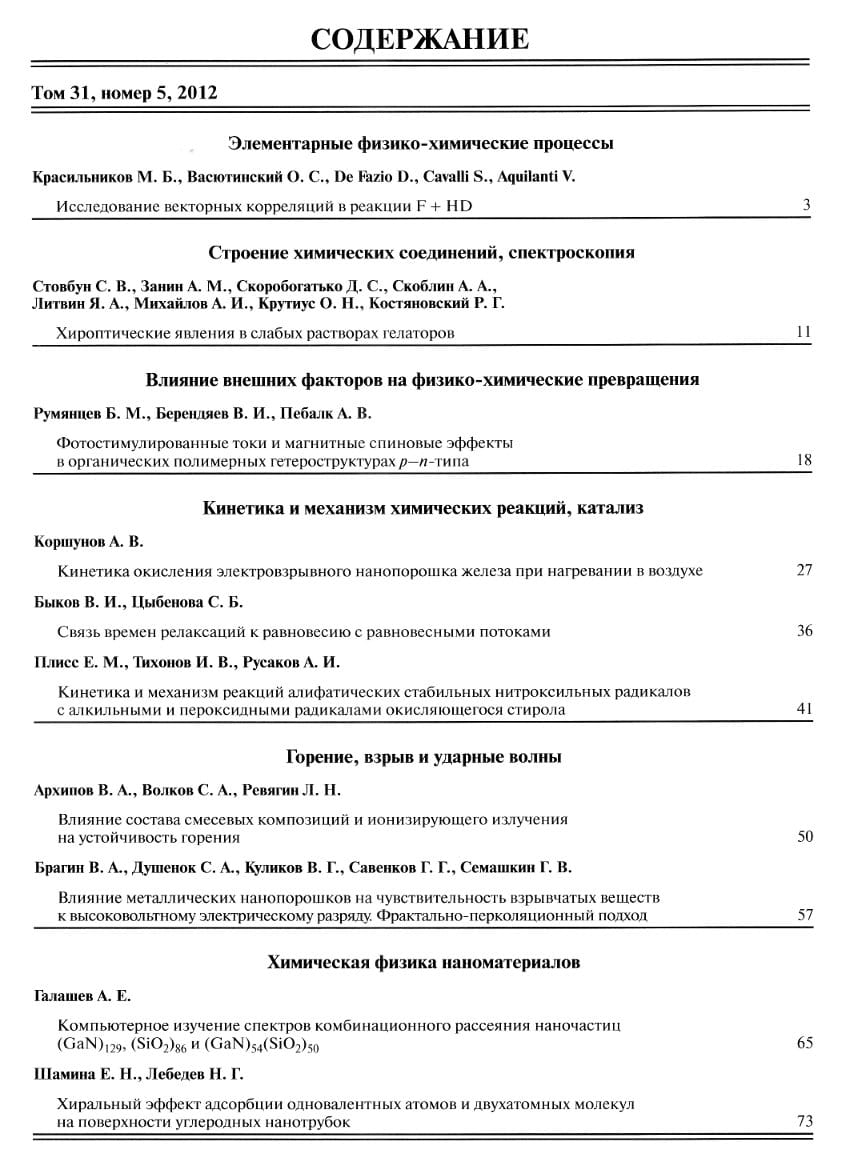 СОДЕРЖАНИЕ
Том 31, номер 5, 2012
Элементарные физико-химические процессы
Красильников М. Б., Васютинский О. С., De Fazio D., Cavalli S., Aquilanti V.
Исследование векторных корреляций в реакции F + HD 3
Строение химических соединений, спектроскопия
Стовбун С. В., Занин А. М., Скоробогатько Д. С., Скоблин А. А.,
Литвин Я. А., Михайлов А. И., Крутиус О. Н., Костяновский Р. Г.
Хироптические явления в слабых растворах гелаторов 11
Влияние внешних факторов на физико-химические превращения
Румянцев Б. М., Берендяев В. И., Пебалк А. В.
Фотостимулированные токи и магнитные спиновые эффекты
в органических полимерных гетероструктурах p–n-типа 18
Кинетика и механизм химических реакций, катализ
Коршунов А. В.
Кинетика окисления электровзрывного нанопорошка железа при нагревании в воздухе 27
Быков В. И., Цыбенова С. Б.
Связь времен релаксаций к равновесию с равновесными потоками 36
Плисс Е. М., Тихонов И. В., Русаков А. И.
Кинетика и механизм реакций алифатических стабильных нитроксильных радикалов
с алкильными и пероксидными радикалами окисляющегося стирола 41
Горение, взрыв и ударные волны
Архипов В. А., Волков С. А., Ревягин Л. Н.
Влияние состава смесевых композиций и ионизирующего излучения
на устойчивость горения 50
Брагин В. А., Душенок С. А., Куликов В. Г., Савенков Г. Г., Семашкин Г. В.
Влияние металлических нанопорошков на чувствительность взрывчатых веществ
к высоковольтному электрическому разряду. Фрактально-перколяционный подход 57
Химическая физика наноматериалов
Галашев А. Е.
Компьютерное изучение спектров комбинационного рассеяния наночастиц
(GaN)₁₂₉, (SiO₂)₈₆ и (GaN)₅₄(SiO₂)₅₀ 65
Шамина Е. Н., Лебедев Н. Г.
Хиральный эффект адсорбции одновалентных атомов и двухатомных молекул
на поверхности углеродных нанотрубок 73